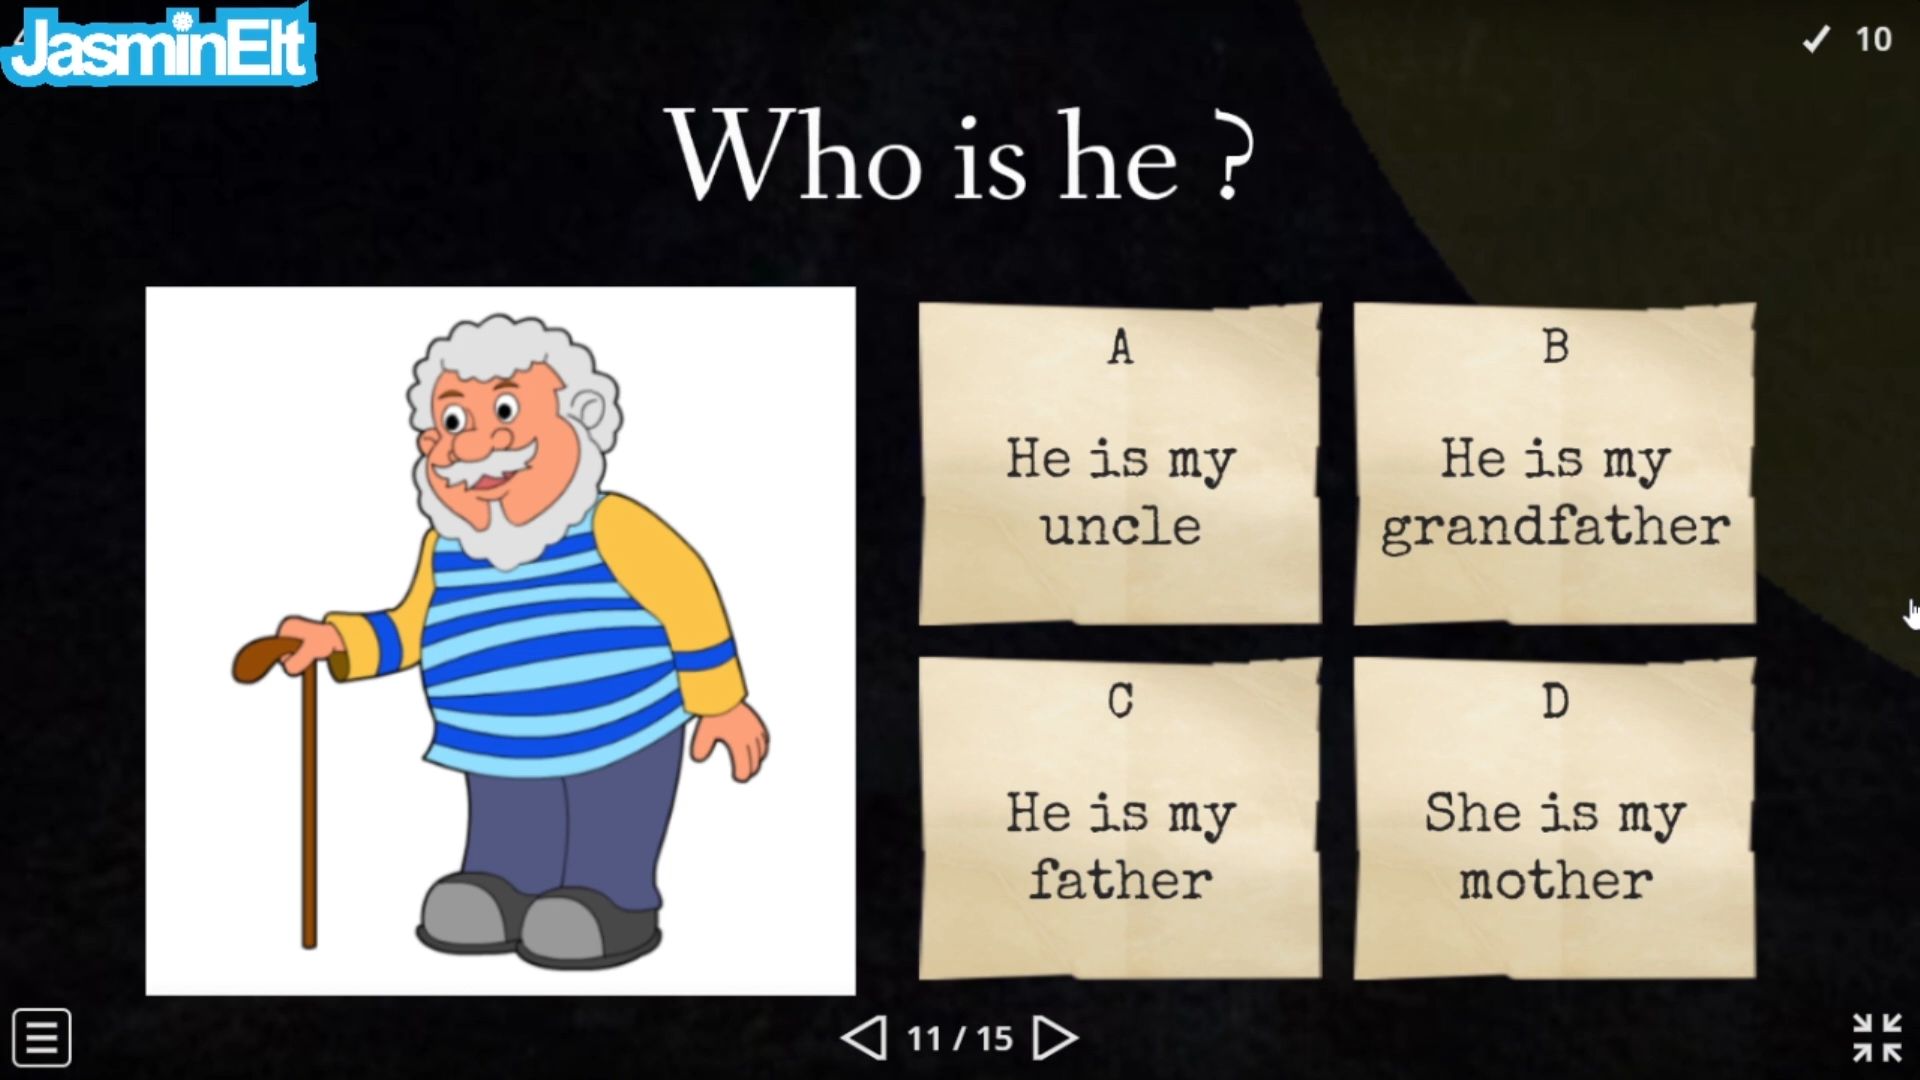 JasminElt
10
Who is he ?
A
He is my
uncle
B
He is my
grandfather
C
He is my
father
D
She is my
mother
11 / 15